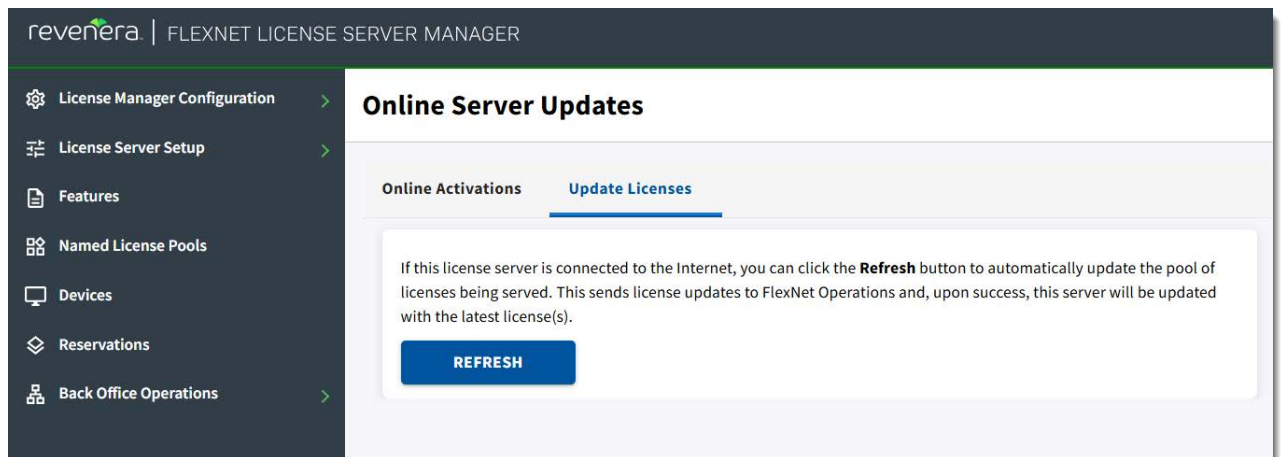 revenera. | FLEXNET LICENSE SERVER MANAGER
License Manager Configuration
License Server Setup
Features
Named License Pools
Devices
Reservations
Back Office Operations
Online Server Updates
Online Activations Update Licenses
If this license server is connected to the Internet, you can click the Refresh button to automatically update the pool of
licenses being served. This sends license updates to FlexNet Operations and, upon success, this server will be updated
with the latest license(s).
REFRESH